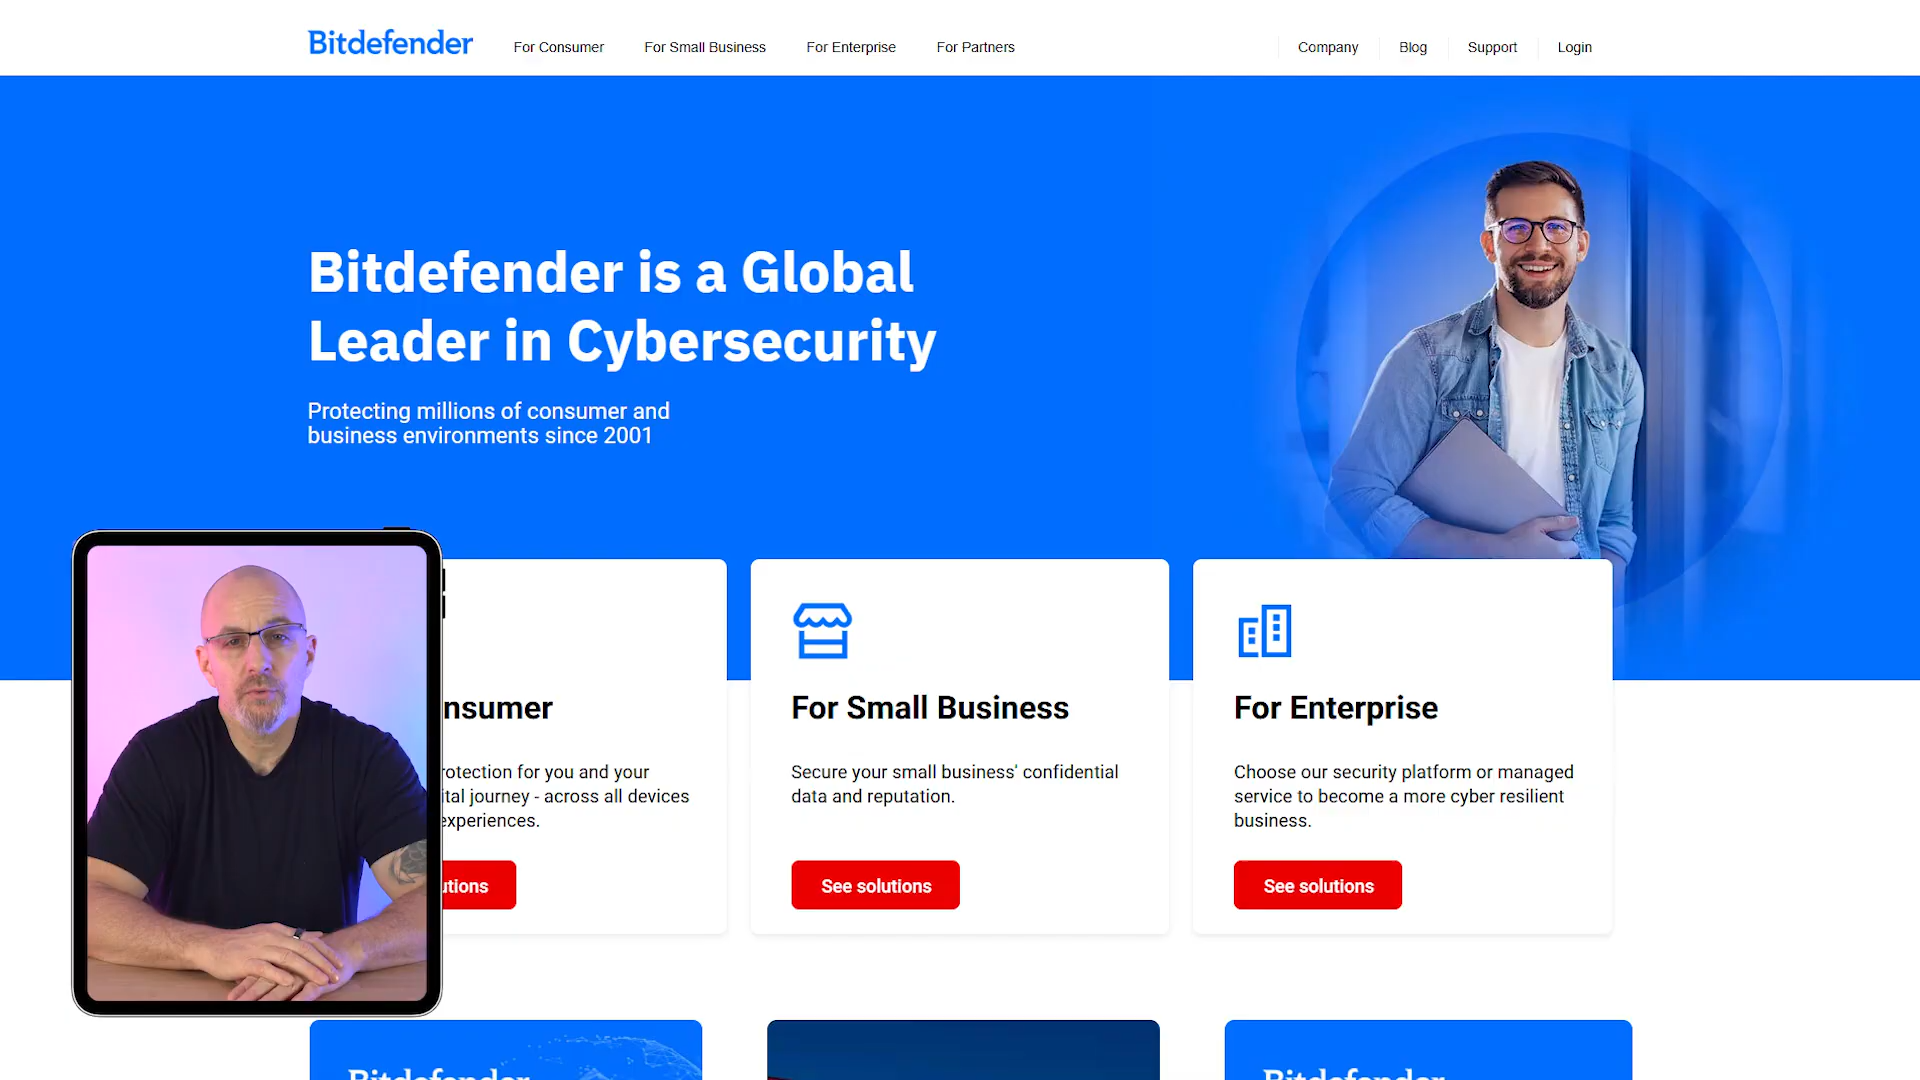 Bitdefender
For Consumer
For Small Business
For Enterprise
For Partners
Company
Blog
Support
Login
Bitdefender is a Global
Leader in Cybersecurity
Protecting millions of consumer and
business environments since 2001
nsumer
rotection for you and your
ital journey - across all devices
experiences.
utions
For Small Business
Secure your small business' confidential
data and reputation.
See solutions
For Enterprise
Choose our security platform or managed
service to become a more cyber resilient
business.
See solutions
Bitdefender
Bitdefender